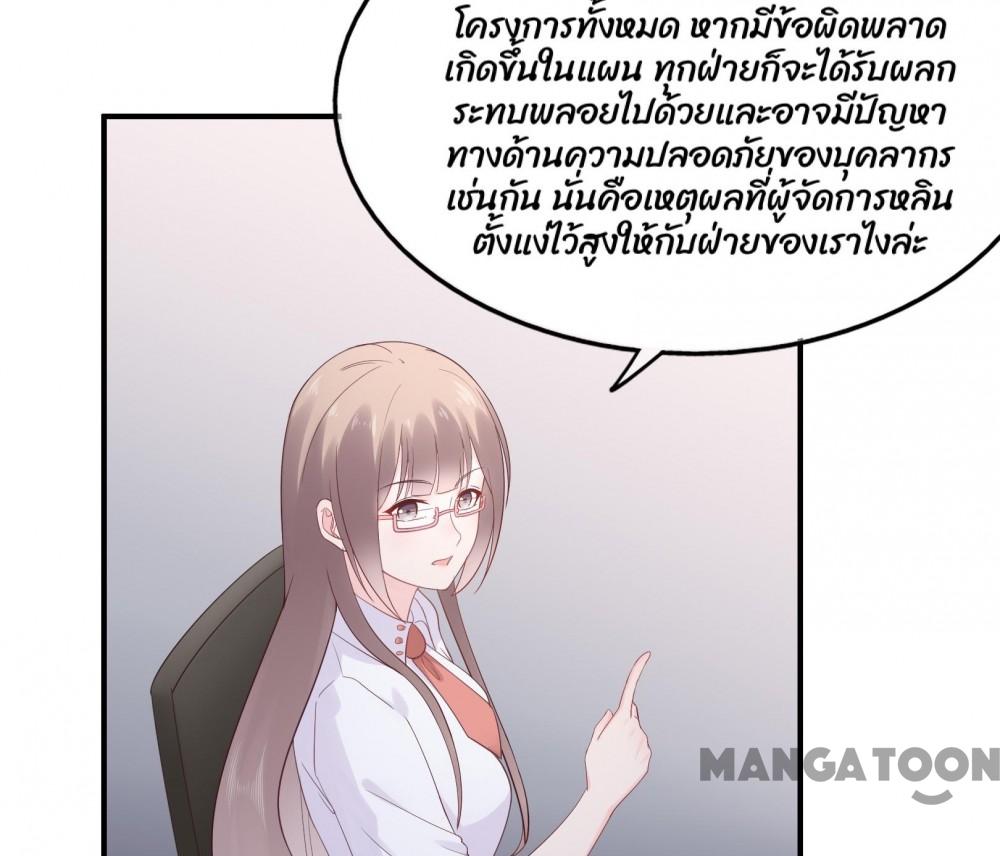 โครงการทั้งหมด หากมีข้อผิดพลาด
เกิดขึ้นในแผน ทุกฝ่ายก็จะได้รับผลก
ระทบพลอยไปด้วยและอาจมีปัญหา
ทางด้านความปลอดภัยของบุคลากร
เช่นกัน นั่นคือเหตุผลที่ผู้จัดการหลิน
ตั้งแง่ไว้สูงให้กับฝ่ายของเราไงล่ะ
MANGATOON